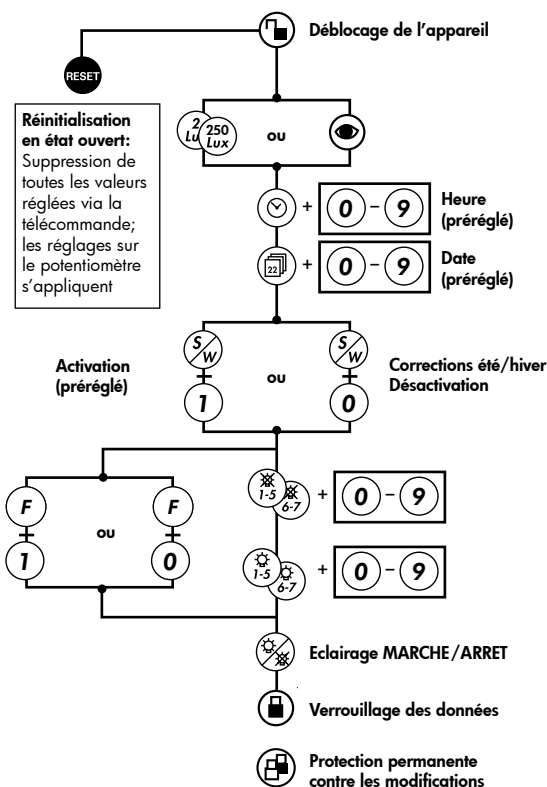 Déblocage de l’appareil
RESET
Réinitialisation
en état ouvert:
Suppression de
toutes les valeurs
réglées via la
télécommande;
les réglages sur
le potentiomètre
s’appliquent
2
Lu
250
Lux
ou
+ 0 – 9
Heure
(préréglé)
22
+ 0 – 9
Date
(préréglé)
Activation
(préréglé)
S/W
+
1
ou
S/W
+
0
Corrections été/hiver
Désactivation
F
+
1
ou
F
+
0
1-5
6-7
+ 0 – 9
1-5
6-7
+ 0 – 9
Eclairage MARCHE/ARRET
Verrouillage des données
Protection permanente
contre les modifications